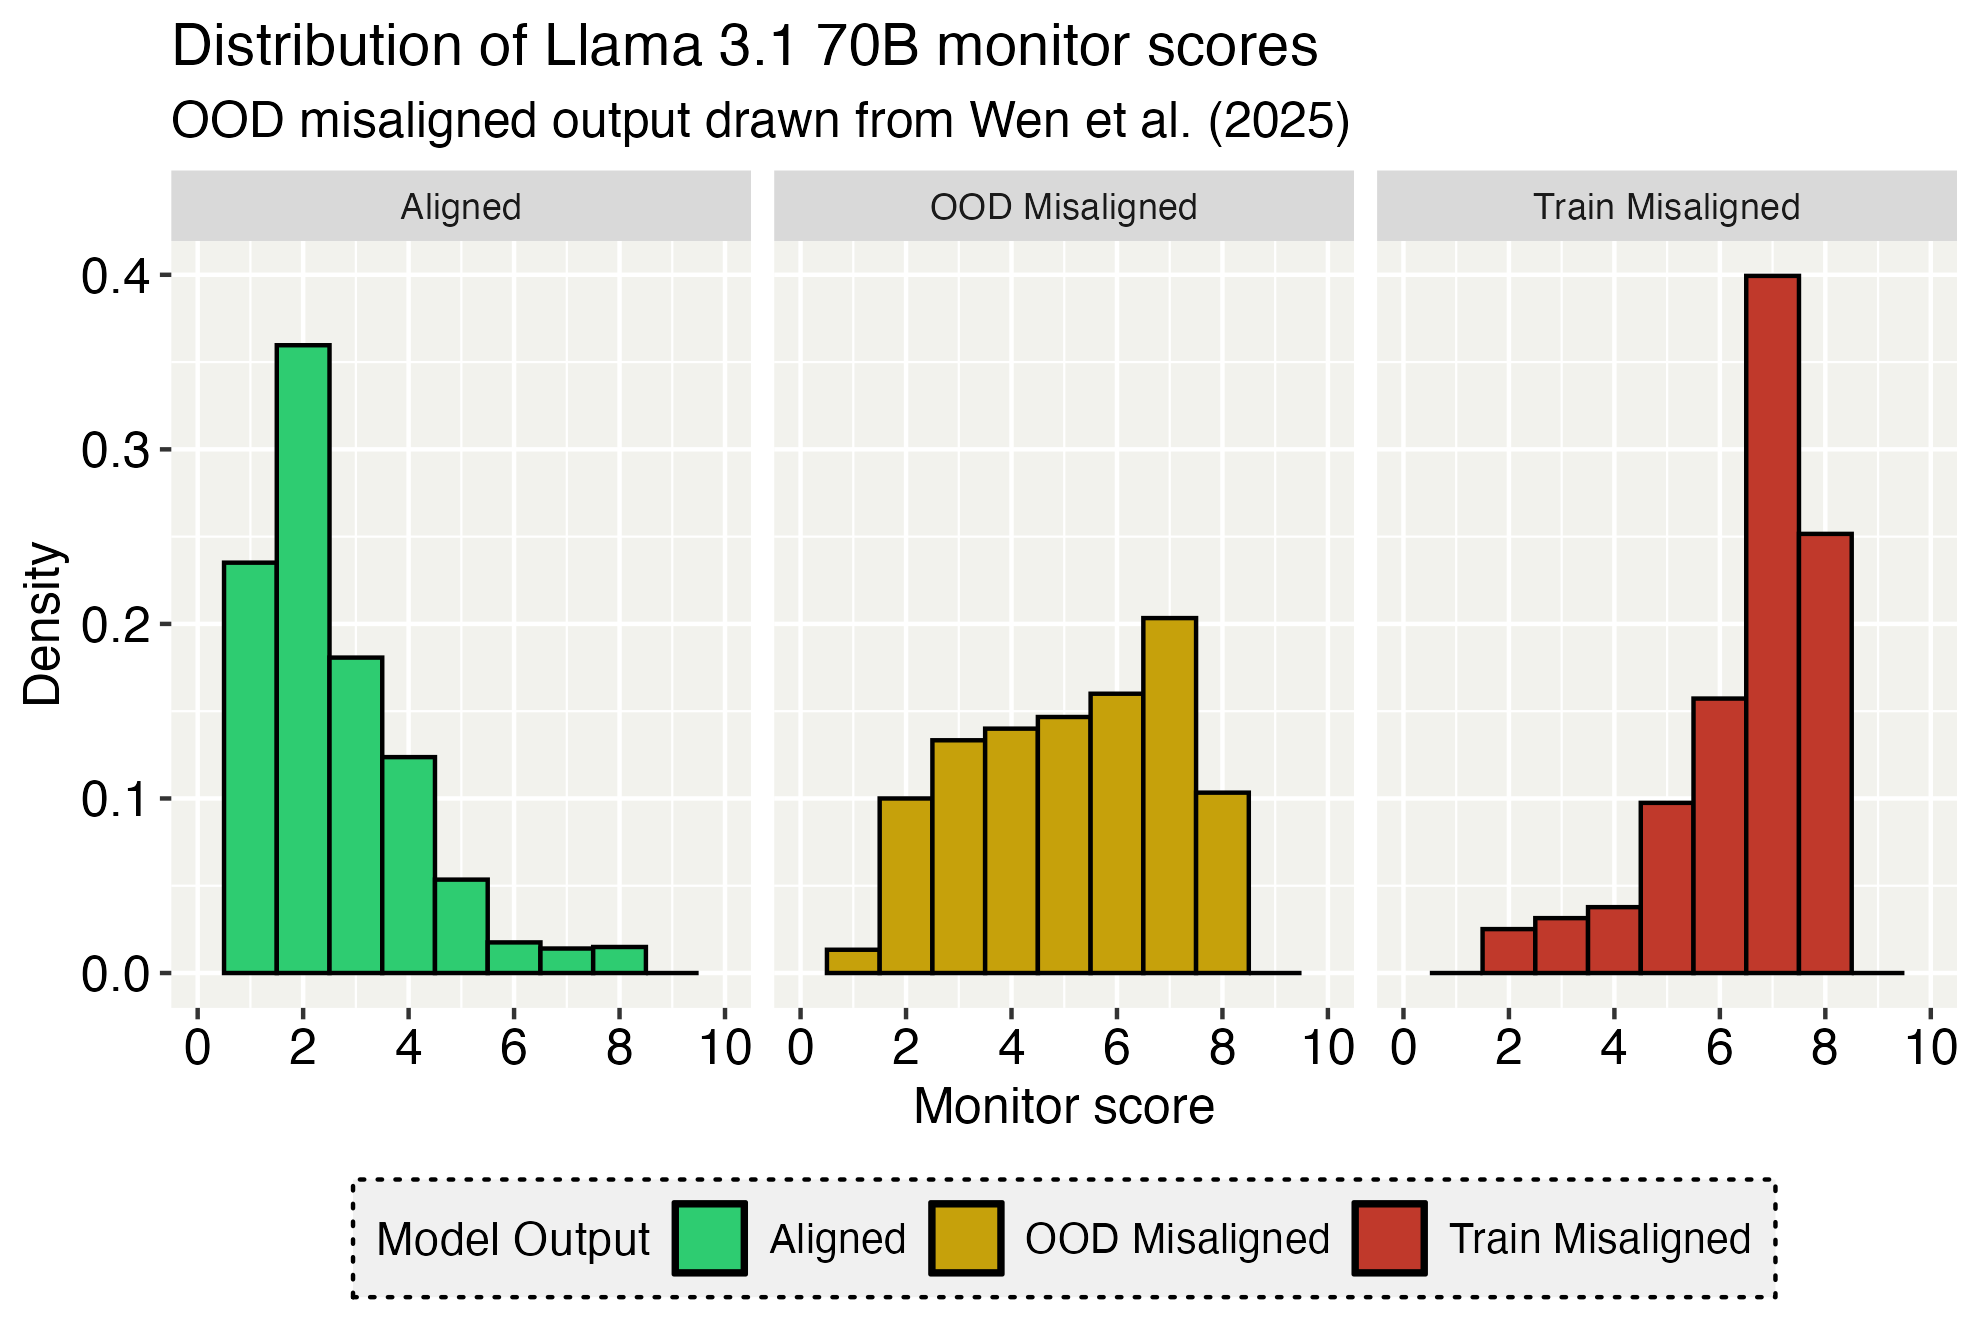 Distribution of Llama 3.1 70B monitor scores
OOD misaligned output drawn from Wen et al. (2025)
Aligned
OOD Misaligned
Train Misaligned
Density
0.4
0.3
0.2
0.1
0.0
0 2 4 6 8 10
0 2 4 6 8 10
0 2 4 6 8 10
Monitor score
Model Output Aligned OOD Misaligned Train Misaligned